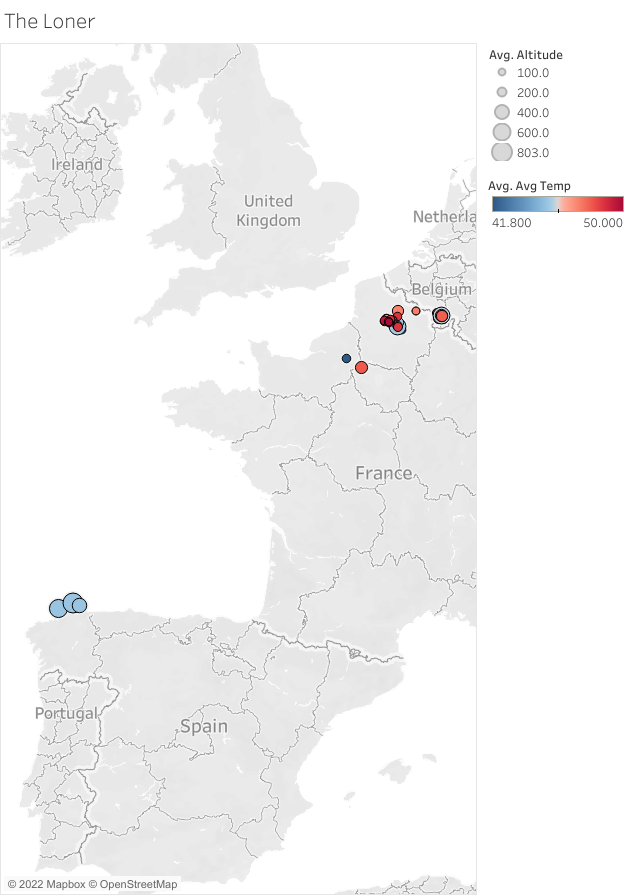 The Loner
Avg. Altitude
100.0
200.0
400.0
600.0
803.0
Avg. Avg Temp
41.800 50.000
Ireland
United
Kingdom
Netherla
Belgium
France
Portugal
Spain
© 2022 Mapbox © OpenStreetMap